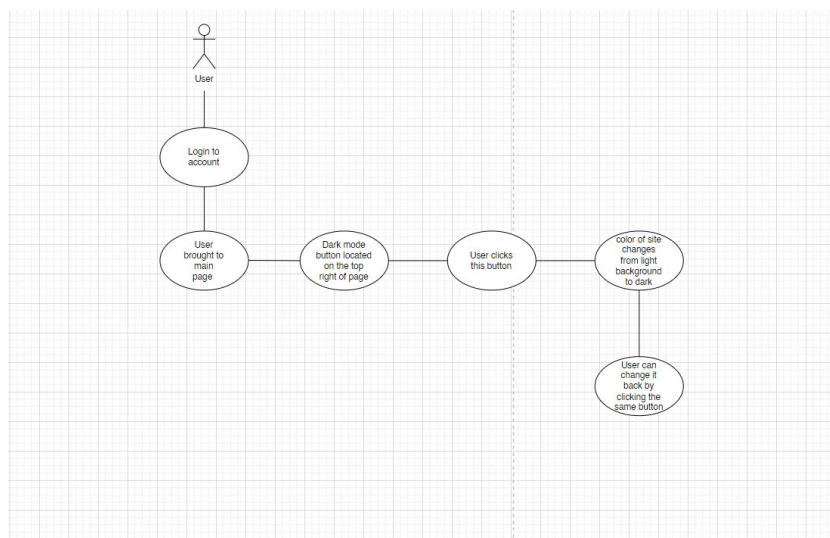 User
Login to
account
User
brought to
main
page
Dark mode
button located
on the top
right of page
User clicks
this button
color of site
changes
from light
background
to dark
User can
change it
back by
clicking the
same button